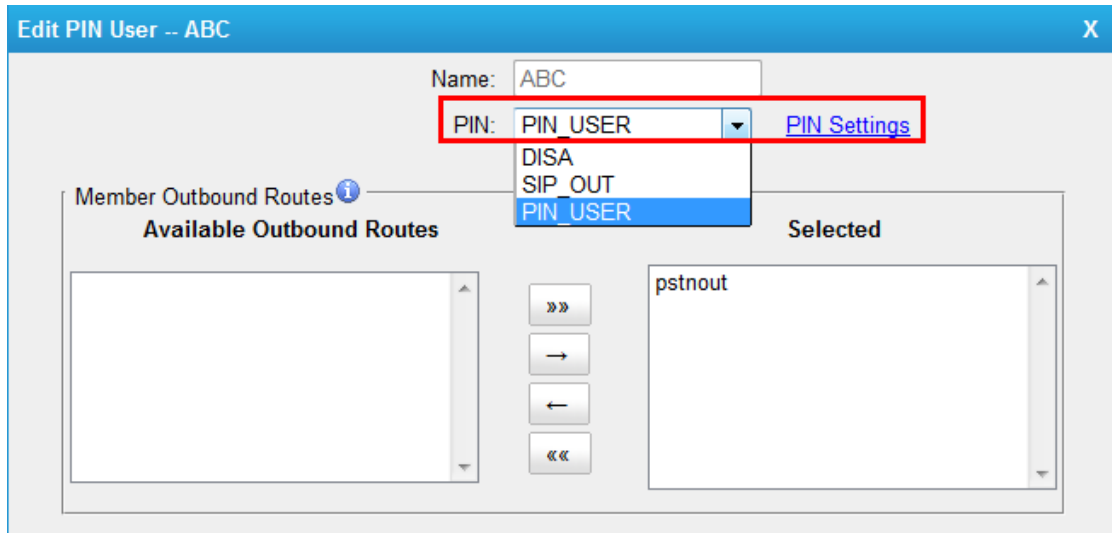 Edit PIN User -- ABC X
Name: ABC
PIN: PIN_USER PIN Settings
DISA
SIP_OUT
PIN_USER
Member Outbound Routes
Available Outbound Routes Selected
pstnout
»»
→
←
««